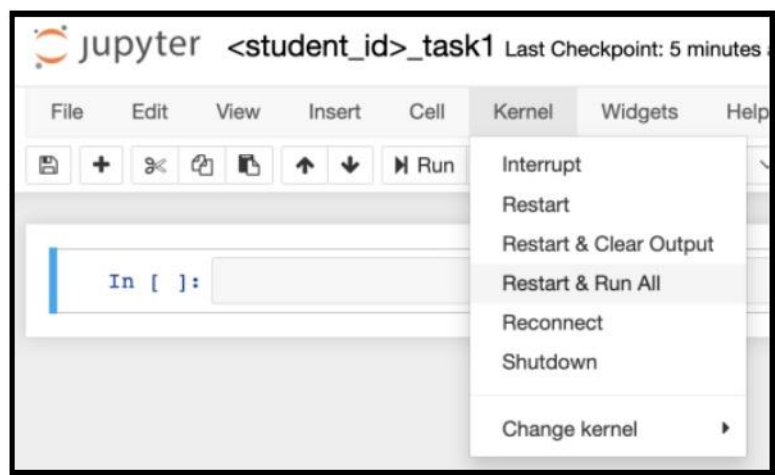 jupyter <student_id>_task1 Last Checkpoint: 5 minutes
File Edit View Insert Cell Kernel Widgets Help
Run
Interrupt
Restart
Restart & Clear Output
In [ ]:
Restart & Run All
Reconnect
Shutdown
Change kernel